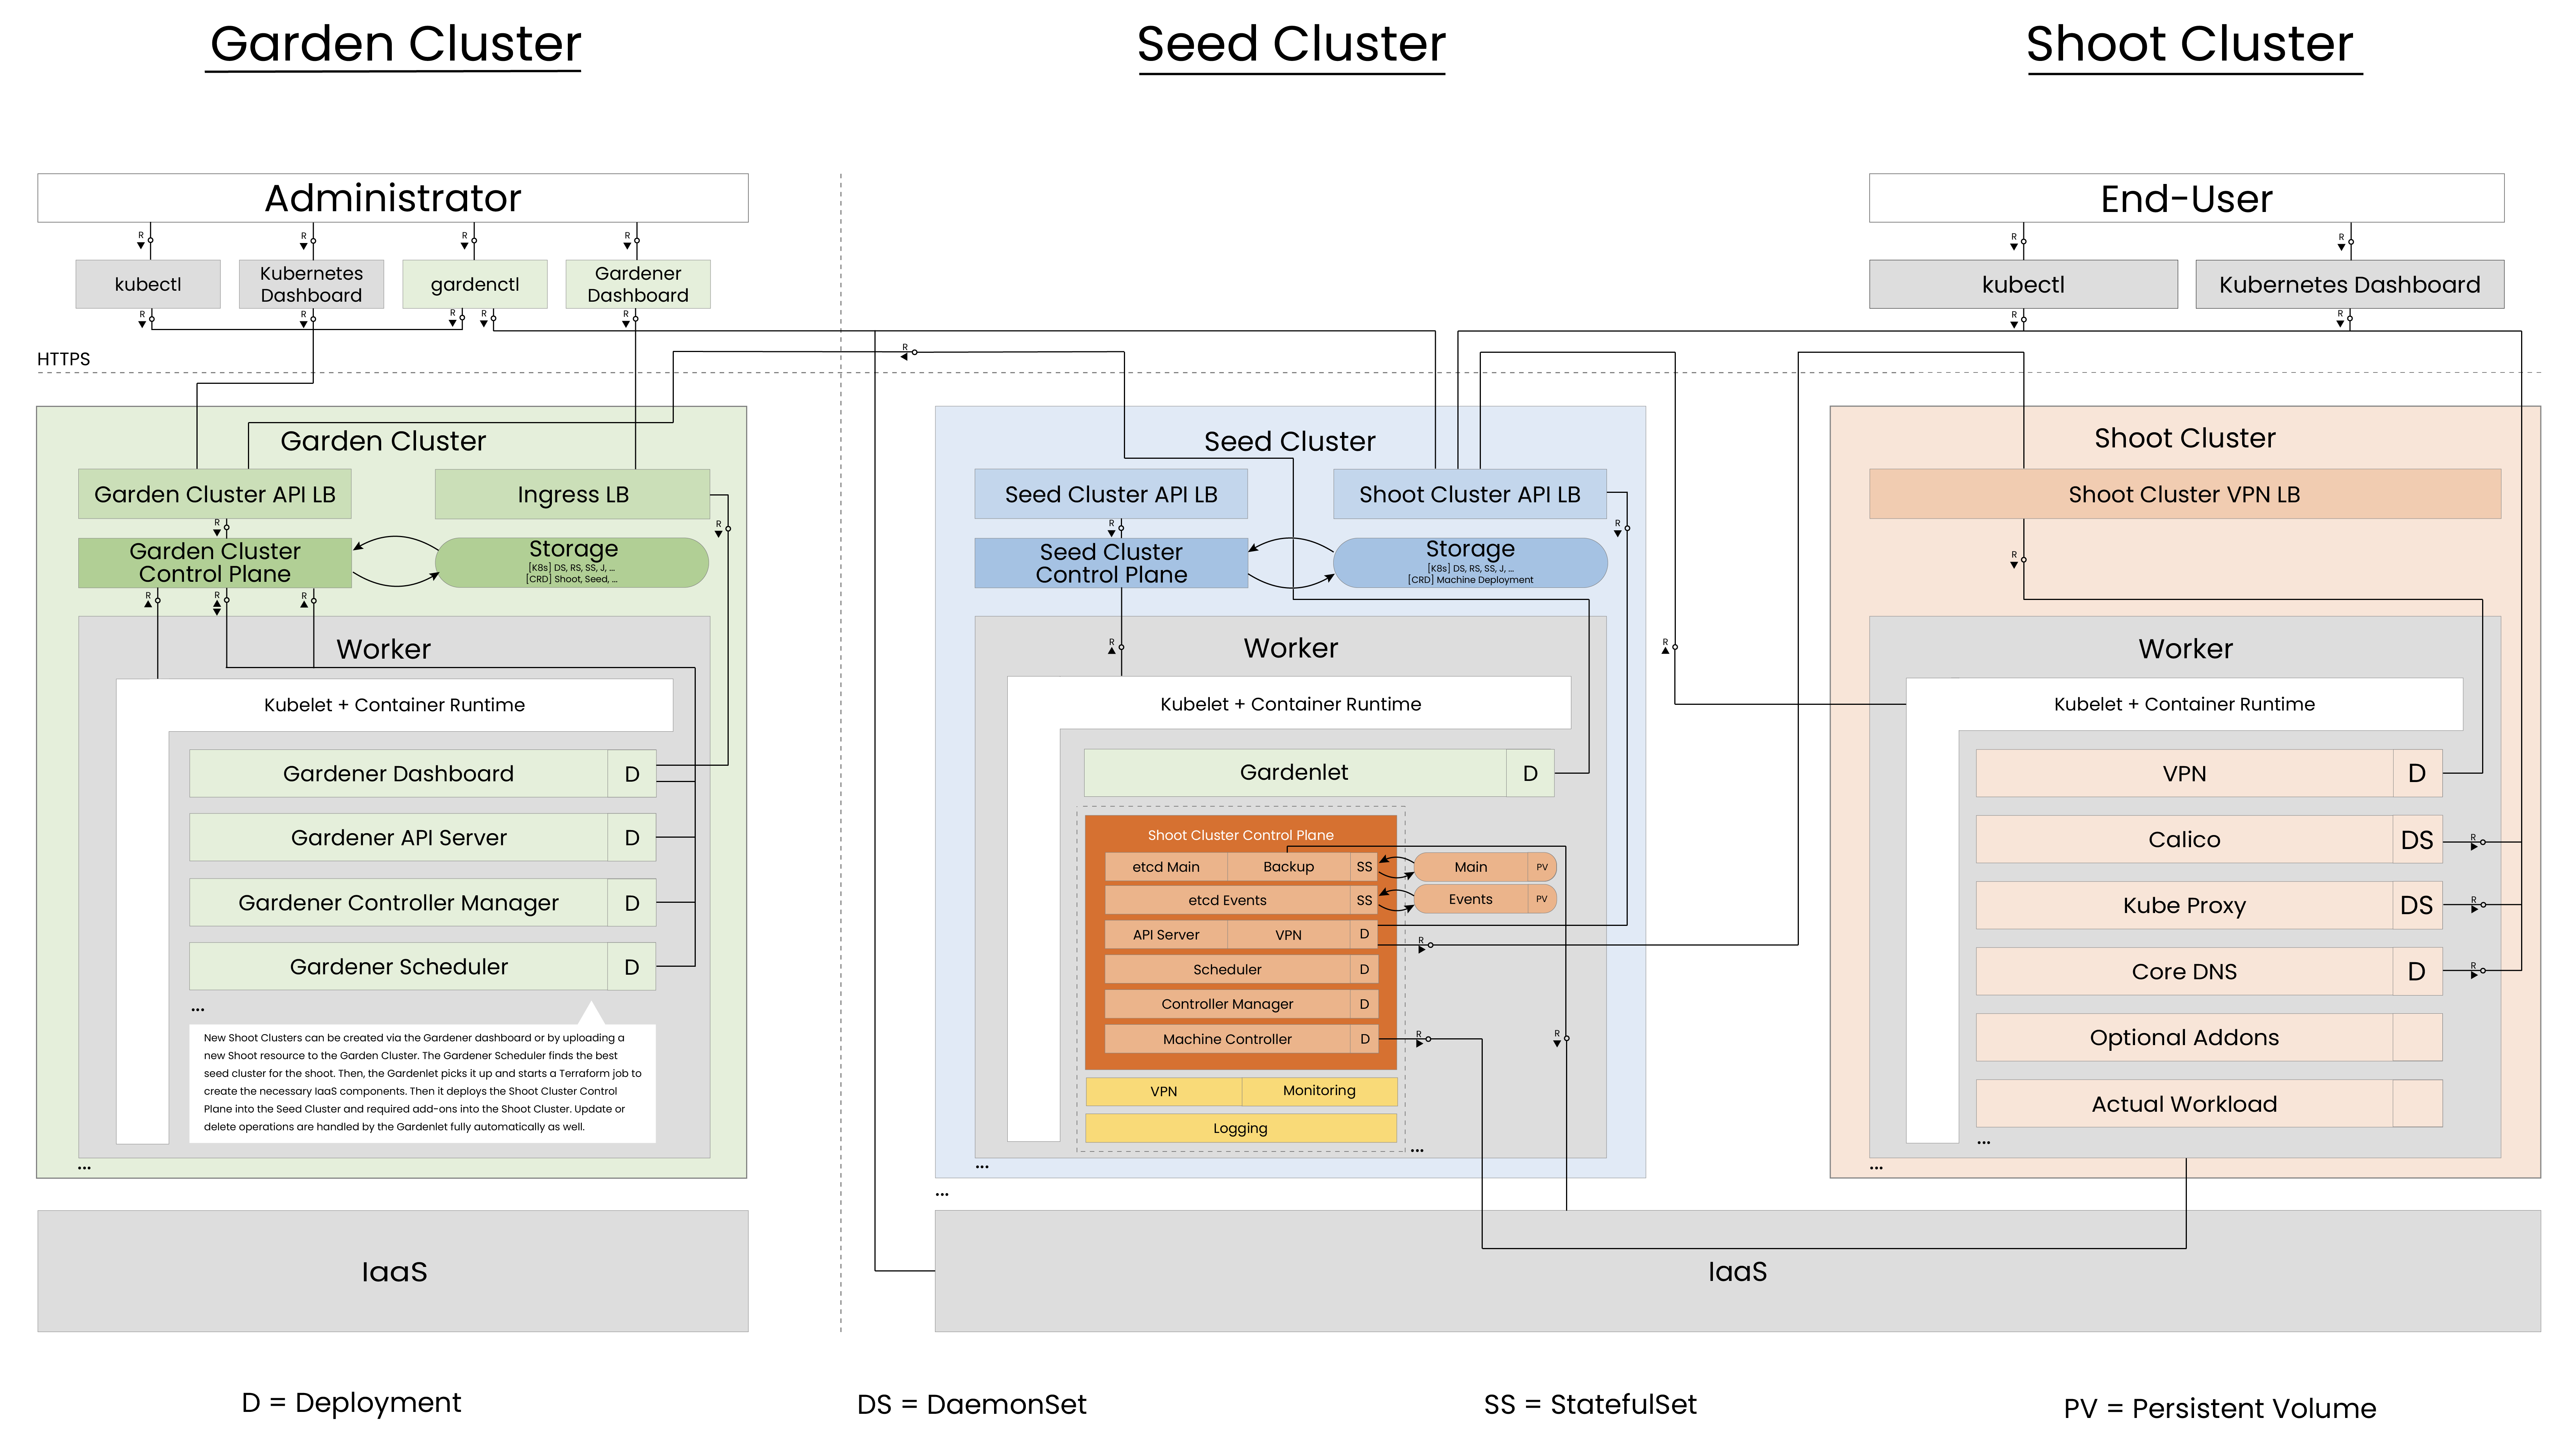 Garden Cluster
Seed Cluster
Shoot Cluster
Administrator
R
R
R
R
kubectl
Kubernetes
Dashboard
gardenctl
Gardener
Dashboard
R
R
R
R
R
HTTPS
R
End-User
R
R
kubectl
Kubernetes Dashboard
R
R
Garden Cluster
Garden Cluster API LB
Ingress LB
R
R
Garden Cluster
Control Plane
Storage
[K8s] DS, RS, SS, J, ...
[CRD] Shoot, Seed, ...
R
R
R
Worker
Kubelet + Container Runtime
Gardener Dashboard
D
Gardener API Server
D
Gardener Controller Manager
D
Gardener Scheduler
D
...
New Shoot Clusters can be created via the Gardener dashboard or by uploading a
new Shoot resource to the Garden Cluster. The Gardener Scheduler finds the best
seed cluster for the shoot. Then, the Gardenlet picks it up and starts a Terraform job to
create the necessary IaaS components. Then it deploys the Shoot Cluster Control
Plane into the Seed Cluster and required add-ons into the Shoot Cluster. Update or
delete operations are handled by the Gardenlet fully automatically as well.
...
IaaS
Seed Cluster
Seed Cluster API LB
Shoot Cluster API LB
R
R
Seed Cluster
Control Plane
Storage
[K8s] DS, RS, SS, J, ...
[CRD] Machine Deployment
R
R
Worker
Kubelet + Container Runtime
Gardenlet
D
Shoot Cluster Control Plane
etcd Main
Backup
SS
Main
PV
etcd Events
SS
Events
PV
API Server
VPN
D
R
Scheduler
D
Controller Manager
D
Machine Controller
D
R
R
VPN
Monitoring
Logging
...
...
...
Shoot Cluster
Shoot Cluster VPN LB
R
Worker
Kubelet + Container Runtime
VPN
D
Calico
DS
R
Kube Proxy
DS
R
Core DNS
D
R
Optional Addons
Actual Workload
...
...
IaaS
D = Deployment
DS = DaemonSet
SS = StatefulSet
PV = Persistent Volume